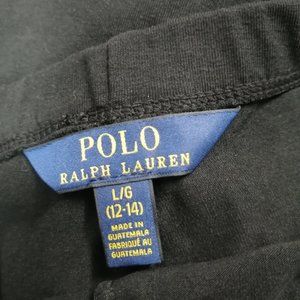 POLO
RALPH LAUREN
L/G
(12-14)
MADE IN
GUATEMALA
FABRIQUÉ AU
GUATEMALA